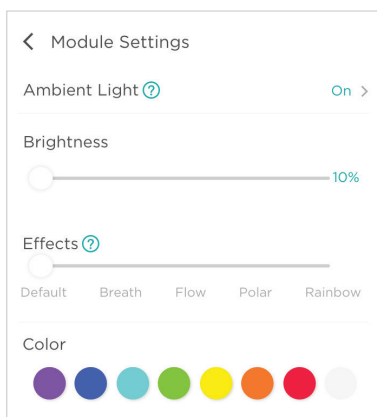 Module Settings
Ambient Light ? On >
Brightness
10%
Effects ?
Default Breath Flow Polar Rainbow
Color